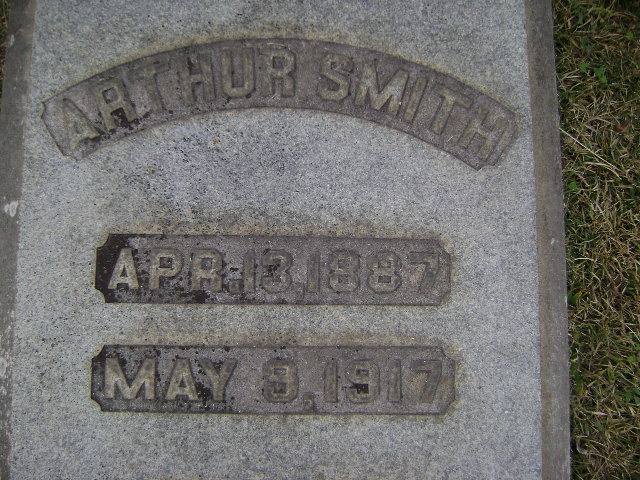 ARTHUR SMITH
APR. 13, 1887
MAY 8, 1917